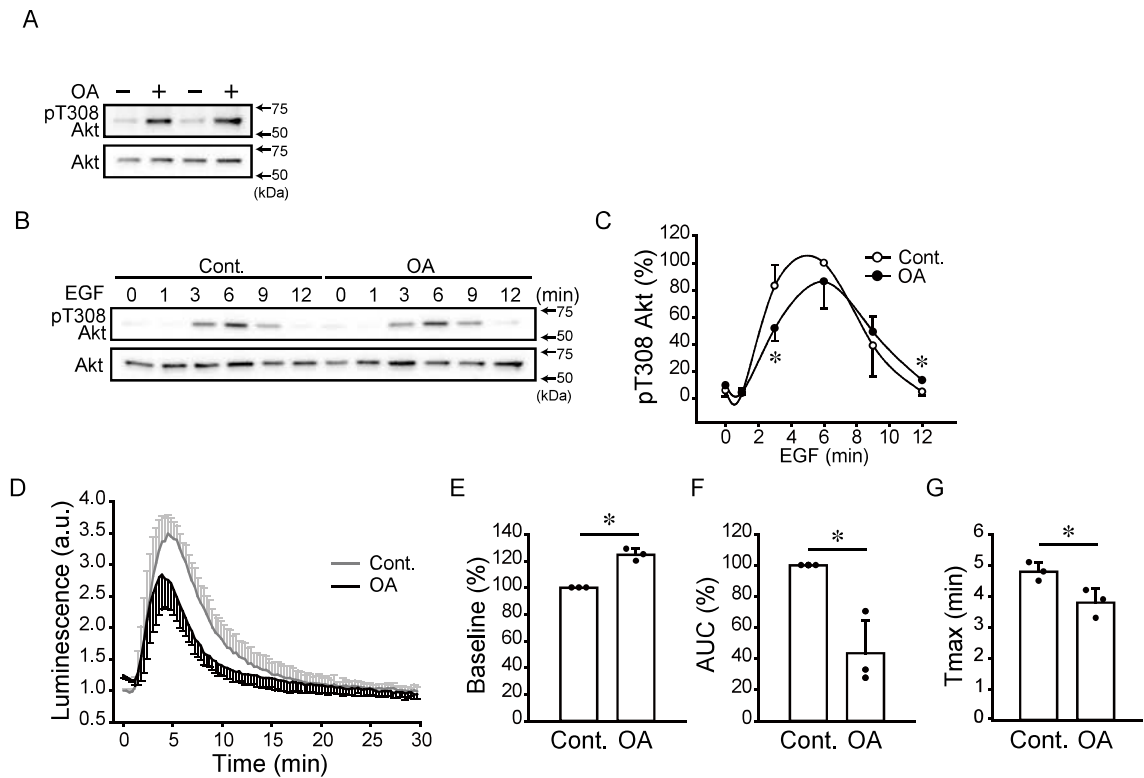 A
OA − + − +
pT308
Akt
75
50
Akt
75
50
(kDa)
B
Cont. OA
EGF 0 1 3 6 9 12 0 1 3 6 9 12 (min)
pT308
Akt
75
50
Akt
75
50
(kDa)
C
pT308 Akt (%)
120
100
80
60
40
20
0
0 2 4 6 8 10 12
EGF (min)
Cont.
OA
*
*
D
Luminescence (a.u.)
4.0
3.5
3.0
2.5
2.0
1.5
1.0
0.5
0 5 10 15 20 25 30
Time (min)
Cont.
OA
E
Baseline (%)
140
120
100
80
60
40
20
0
*
Cont. OA
F
AUC (%)
120
100
80
60
40
20
0
*
Cont. OA
G
Tmax (min)
6
5
4
3
2
1
0
*
Cont. OA